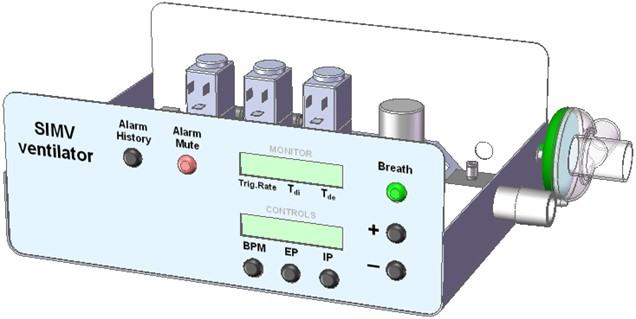 SIMV
ventilator
Alarm
History
Alarm
Mute
MONITOR
Trig.Rate Tdi Tde
CONTROLS
BPM EP IP
Breath
+
−